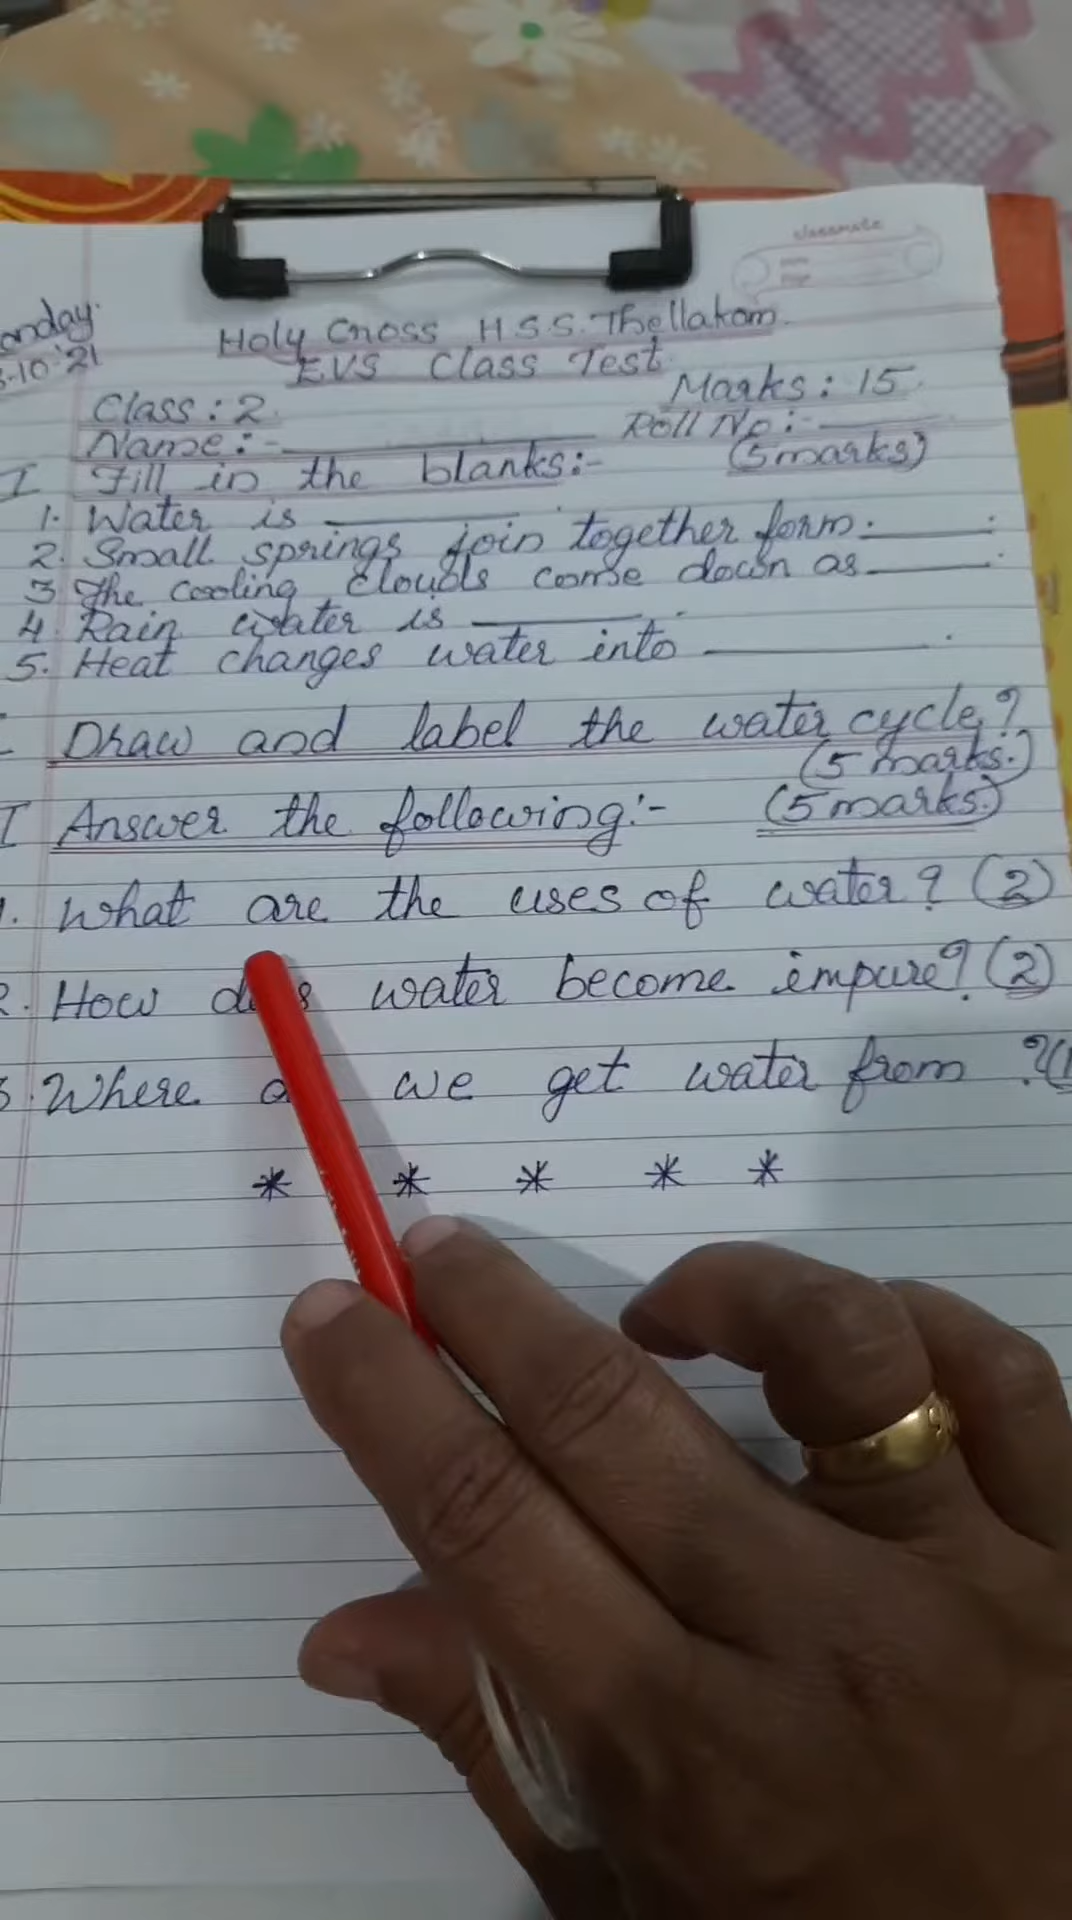 classmate
Holy Cross H.S.S. Thellakom.
EVS Class Test.
Class: 2
Marks: 15.
Name:-
Roll No:-
I Fill in the blanks:- (5 marks)
1. Water is
2. Small springs join together form.
3 The cooling clouds come down as
4. Rain water is
5. Heat changes water into
Draw and label the water cycle?
(5 marks.)
I Answer the following:- (5 marks.)
1. What are the uses of water? (2)
2. How does water become impure? (2)
3. Where we get water from ? (1
* * * * *